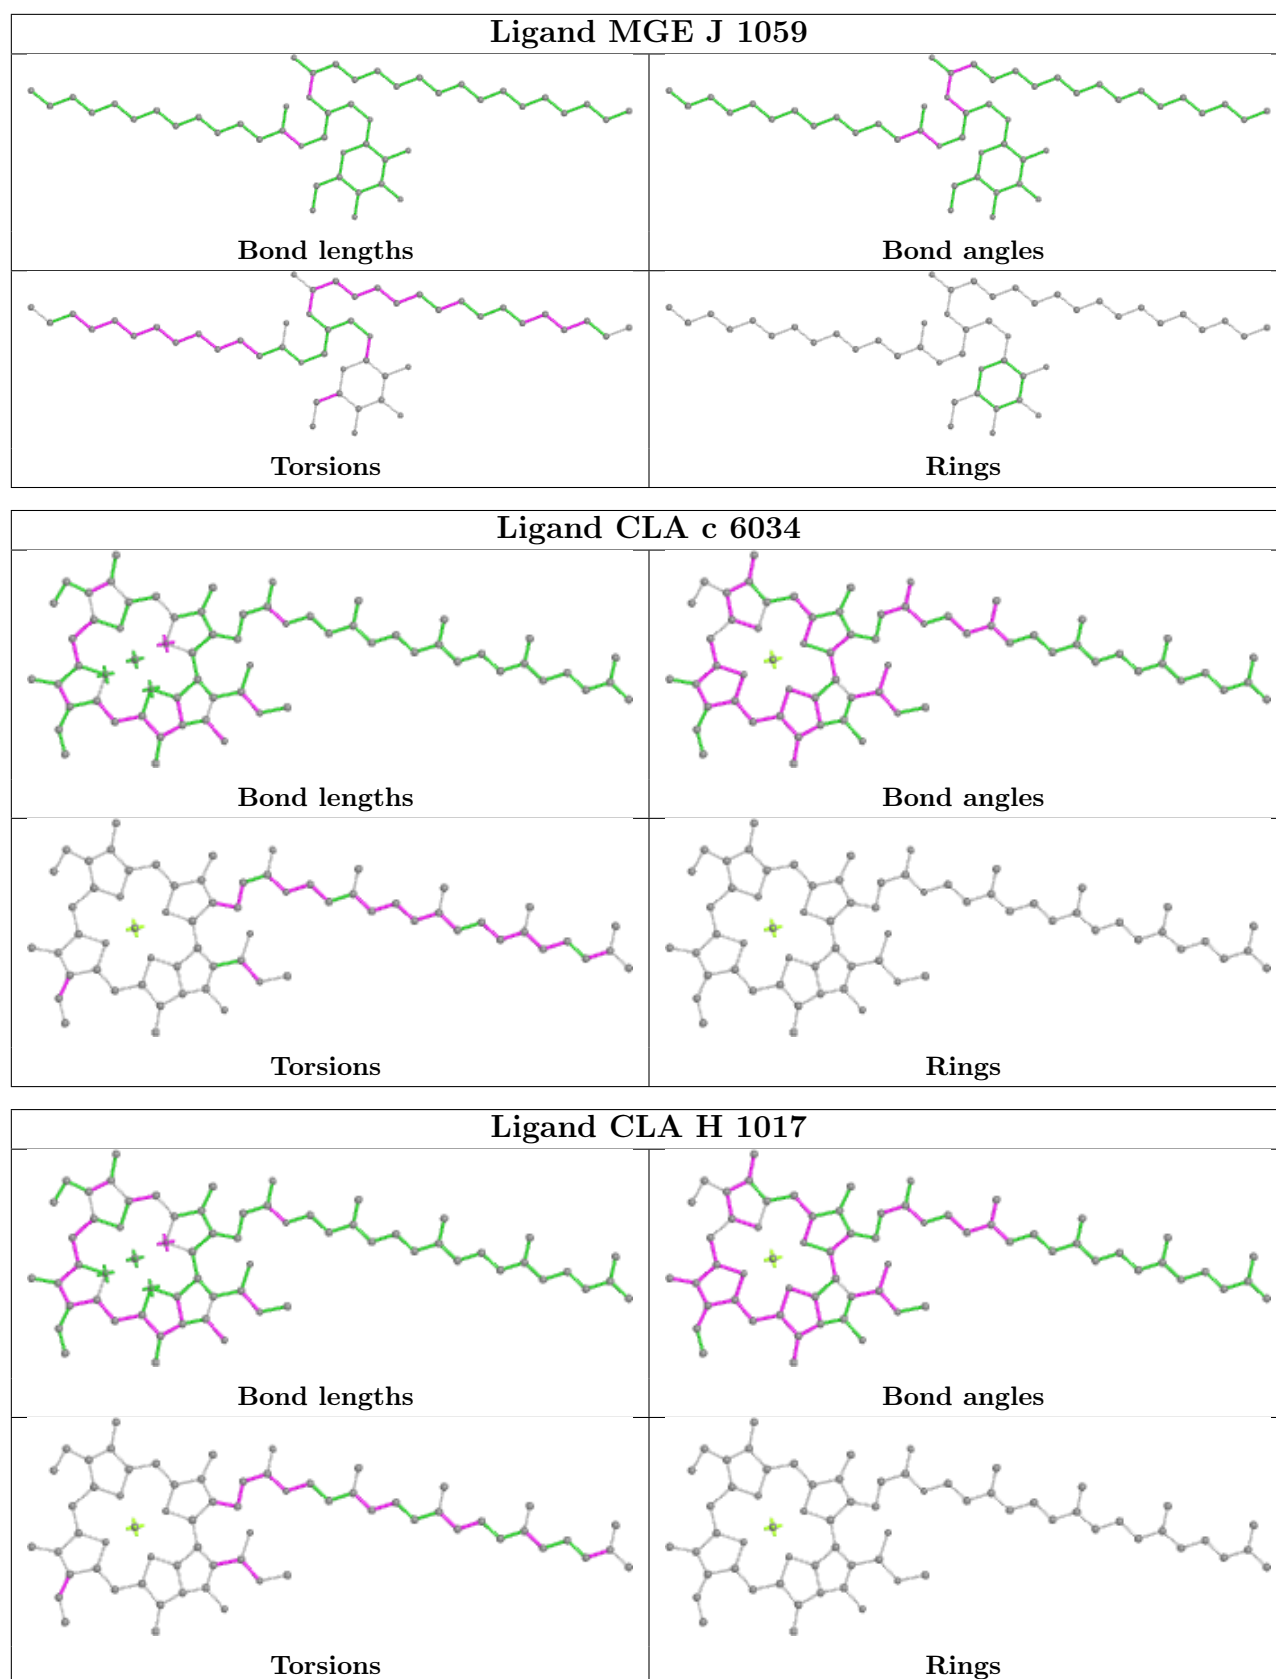 Ligand MGE J 1059
Bond lengths
Bond angles
Torsions
Rings
Ligand CLA c 6034
Bond lengths
Bond angles
Torsions
Rings
Ligand CLA H 1017
Bond lengths
Bond angles
Torsions
Rings